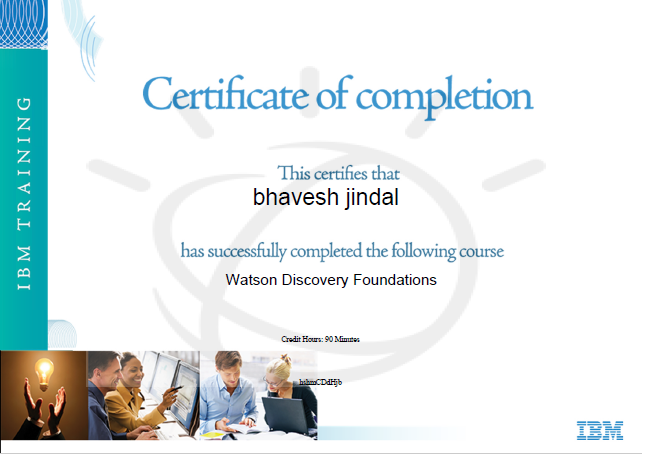 IBM TRAINING
Certificate of completion
This certifies that
bhavesh jindal
has successfully completed the following course
Watson Discovery Foundations
Credit Hours: 90 Minutes
IBM